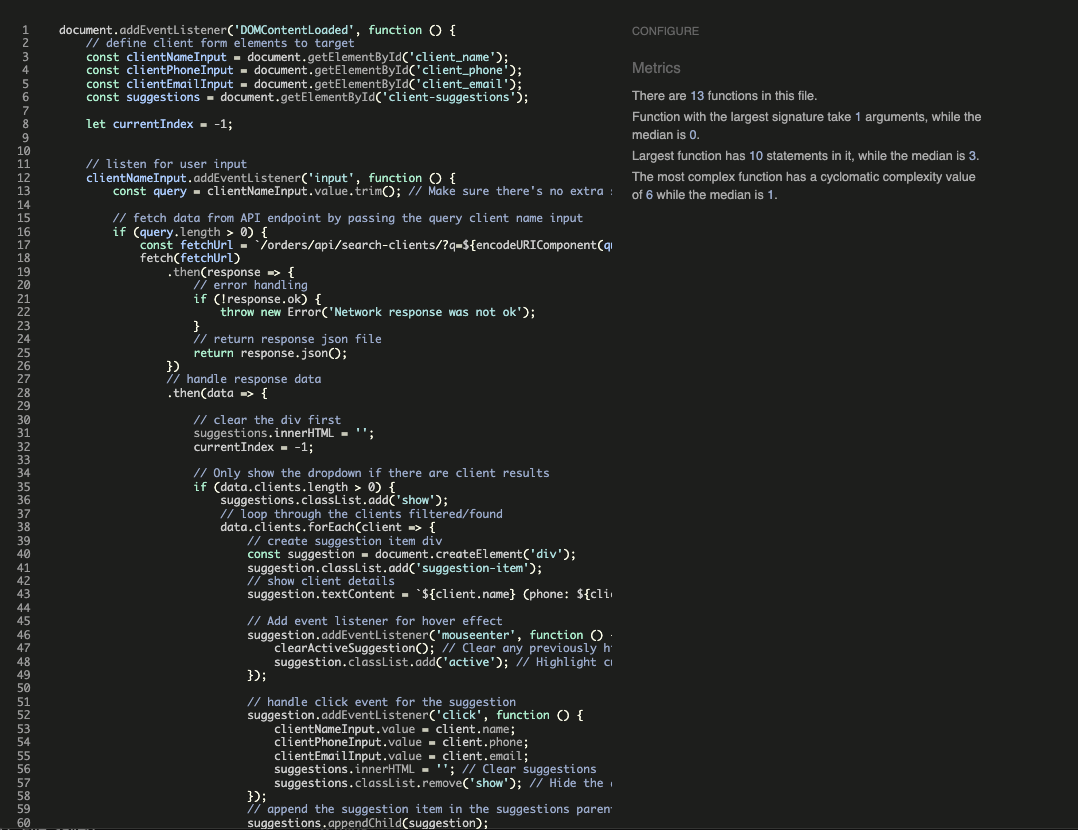 1 document.addEventListener('DOMContentLoaded', function () {
2 // define client form elements to target
3 const clientNameInput = document.getElementById('client_name');
4 const clientPhoneInput = document.getElementById('client_phone');
5 const clientEmailInput = document.getElementById('client_email');
6 const suggestions = document.getElementById('client-suggestions');
7
8 let currentIndex = -1;
9
10
11 // listen for user input
12 clientNameInput.addEventListener('input', function () {
13 const query = clientNameInput.value.trim(); // Make sure there's no extra
14
15 // fetch data from API endpoint by passing the query client name input
16 if (query.length > 0) {
17 const fetchUrl = `/orders/api/search-clients/?q=${encodeURIComponent(qu
18 fetch(fetchUrl)
19 .then(response => {
20 // error handling
21 if (!response.ok) {
22 throw new Error('Network response was not ok');
23 }
24 // return response json file
25 return response.json();
26 })
27 // handle response data
28 .then(data => {
29
30 // clear the div first
31 suggestions.innerHTML = '';
32 currentIndex = -1;
33
34 // Only show the dropdown if there are client results
35 if (data.clients.length > 0) {
36 suggestions.classList.add('show');
37 // loop through the clients filtered/found
38 data.clients.forEach(client => {
39 // create suggestion item div
40 const suggestion = document.createElement('div');
41 suggestion.classList.add('suggestion-item');
42 // show client details
43 suggestion.textContent = `${client.name} (phone: ${cli
44
45 // Add event listener for hover effect
46 suggestion.addEventListener('mouseenter', function ()
47 clearActiveSuggestion(); // Clear any previously h
48 suggestion.classList.add('active'); // Highlight
49 });
50
51 // handle click event for the suggestion
52 suggestion.addEventListener('click', function () {
53 clientNameInput.value = client.name;
54 clientPhoneInput.value = client.phone;
55 clientEmailInput.value = client.email;
56 suggestions.innerHTML = ''; // Clear suggestions
57 suggestions.classList.remove('show'); // Hide the
58 });
59 // append the suggestion item in the suggestions paren
60 suggestions.appendChild(suggestion);
CONFIGURE
Metrics
There are 13 functions in this file.
Function with the largest signature take 1 arguments, while the
median is 0.
Largest function has 10 statements in it, while the median is 3.
The most complex function has a cyclomatic complexity value
of 6 while the median is 1.